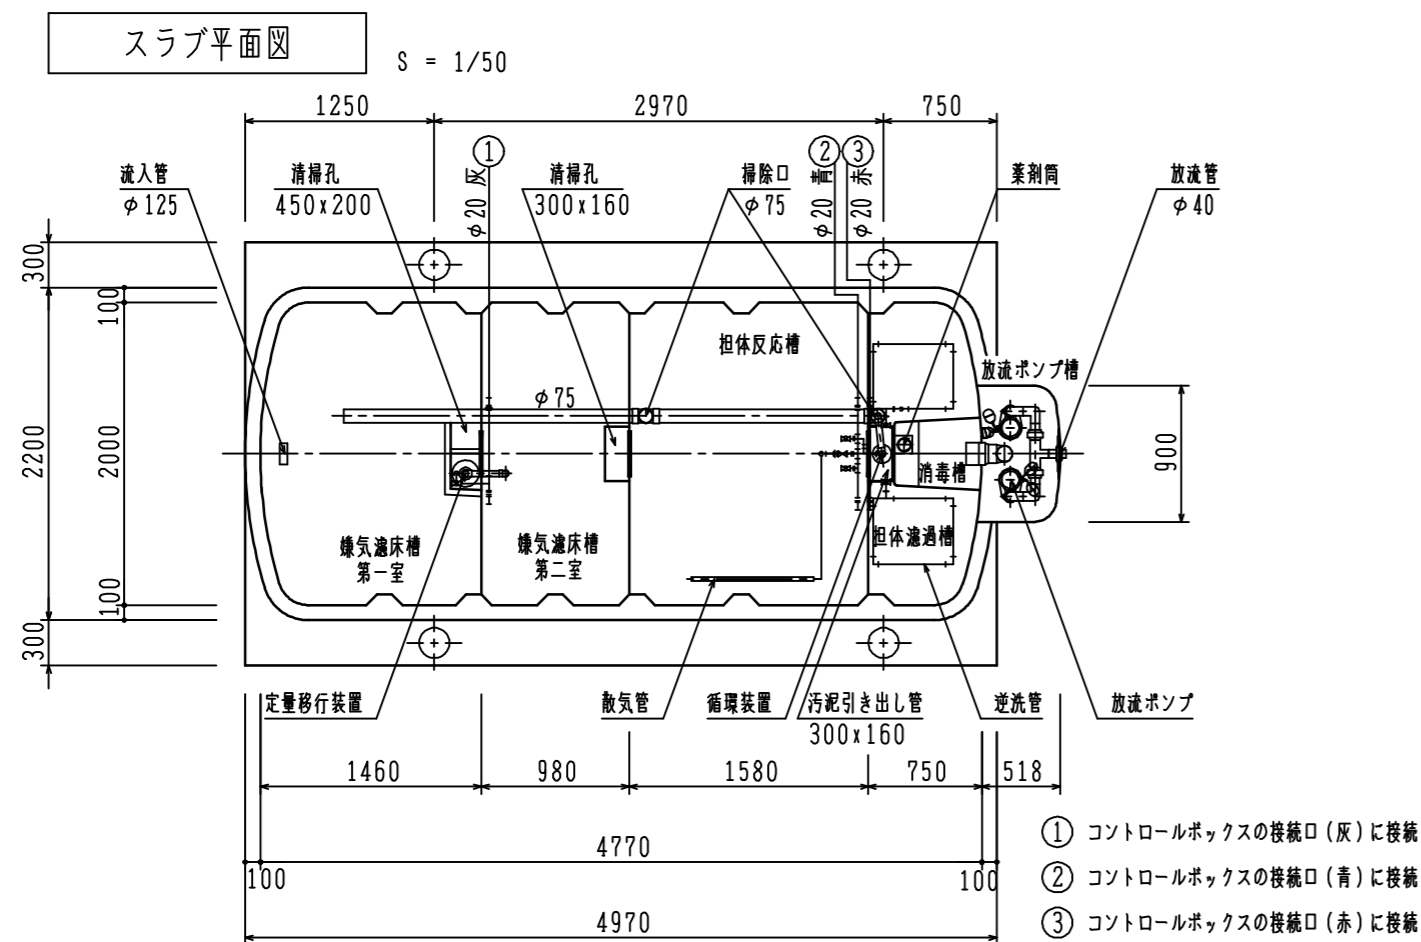 スラブ平面図
S = 1/50
1250
2970
750
流入管
φ125
清掃孔
450x200
φ20 灰
①
清掃孔
300x160
掃除口
φ75
φ20 青
②
φ20 赤
③
薬剤筒
放流管
φ40
300
2200
300
100
2000
100
900
φ75
担体反応槽
放流ポンプ槽
消毒槽
担体濾過槽
嫌気濾床槽
第一室
嫌気濾床槽
第二室
定量移行装置
散気管
循環装置
汚泥引き出し管
300x160
逆洗管
放流ポンプ
1460
980
1580
750
518
4770
100
100
4970
① コントロールボックスの接続口(灰)に接続
② コントロールボックスの接続口(青)に接続
③ コントロールボックスの接続口(赤)に接続